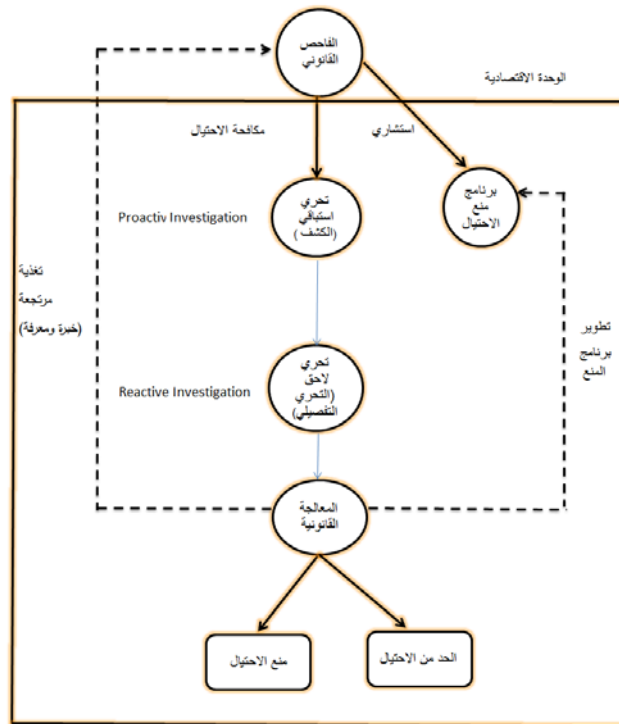 الفاحص
القانوني
الوحدة الاقتصادية
مكافحة الاحتيال
استشاري
برنامج
منع
الاحتيال
تحري
استباقي
(الكشف )
Proactiv Investigation
تغذية
مرتجعة
(خبرة ومعرفة)
تطوير
برنامج
المنع
تحري
لاحق
(التحري
التفصيلي)
Reactive Investigation
المعالجة
القانونية
الحد من الاحتيال
منع الاحتيال